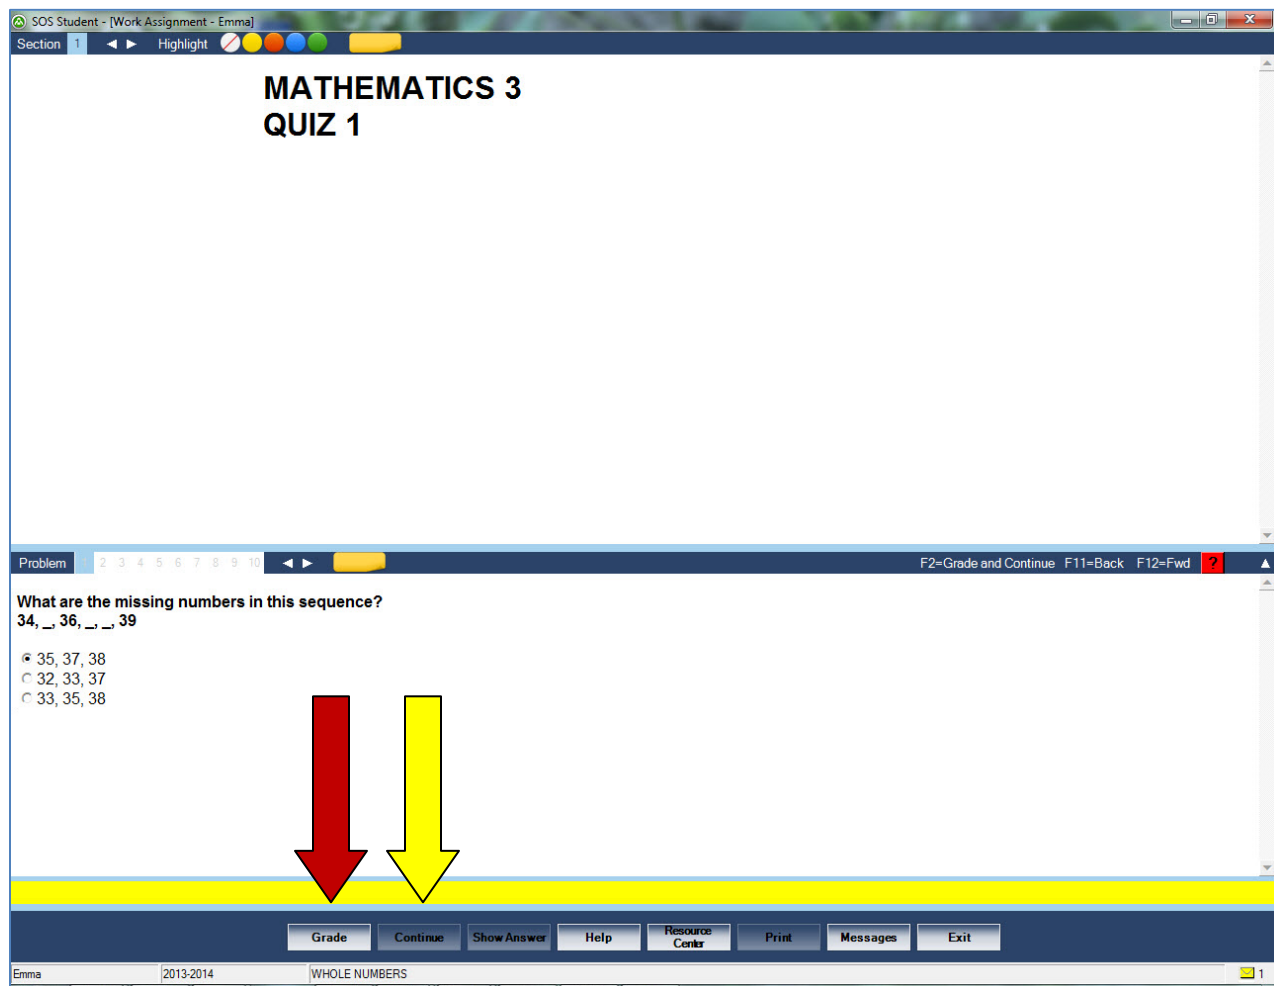 SOS Student - [Work Assignment - Emma]
Section 1 Highlight
MATHEMATICS 3
QUIZ 1
Problem 1 2 3 4 5 6 7 8 9 10 F2=Grade and Continue F11=Back F12=Fwd ?
What are the missing numbers in this sequence?
34, _, 36, _, _, 39
35, 37, 38
32, 33, 37
33, 35, 38
Grade Continue Show Answer Help Resource Center Print Messages Exit
Emma 2013-2014 WHOLE NUMBERS 1